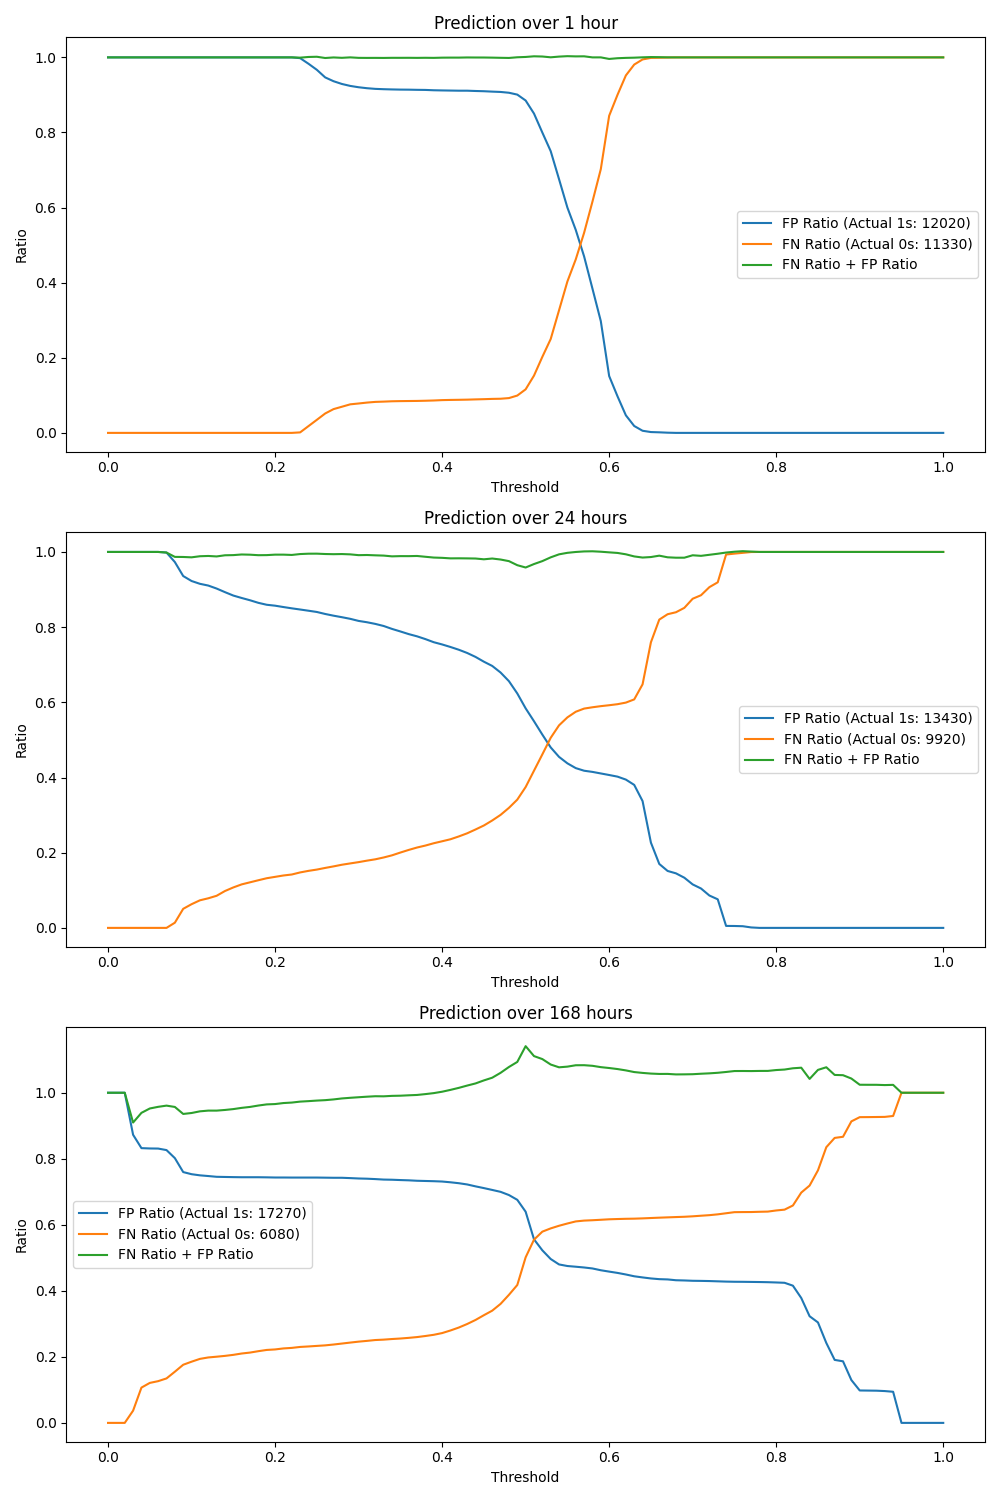 Prediction over 1 hour
Ratio
1.0
0.8
0.6
0.4
0.2
0.0
FP Ratio (Actual 1s: 12020)
FN Ratio (Actual 0s: 11330)
FN Ratio + FP Ratio
0.0 0.2 0.4 0.6 0.8 1.0
Threshold
Prediction over 24 hours
Ratio
1.0
0.8
0.6
0.4
0.2
0.0
FP Ratio (Actual 1s: 13430)
FN Ratio (Actual 0s: 9920)
FN Ratio + FP Ratio
0.0 0.2 0.4 0.6 0.8 1.0
Threshold
Prediction over 168 hours
Ratio
1.0
0.8
0.6
0.4
0.2
0.0
FP Ratio (Actual 1s: 17270)
FN Ratio (Actual 0s: 6080)
FN Ratio + FP Ratio
0.0 0.2 0.4 0.6 0.8 1.0
Threshold